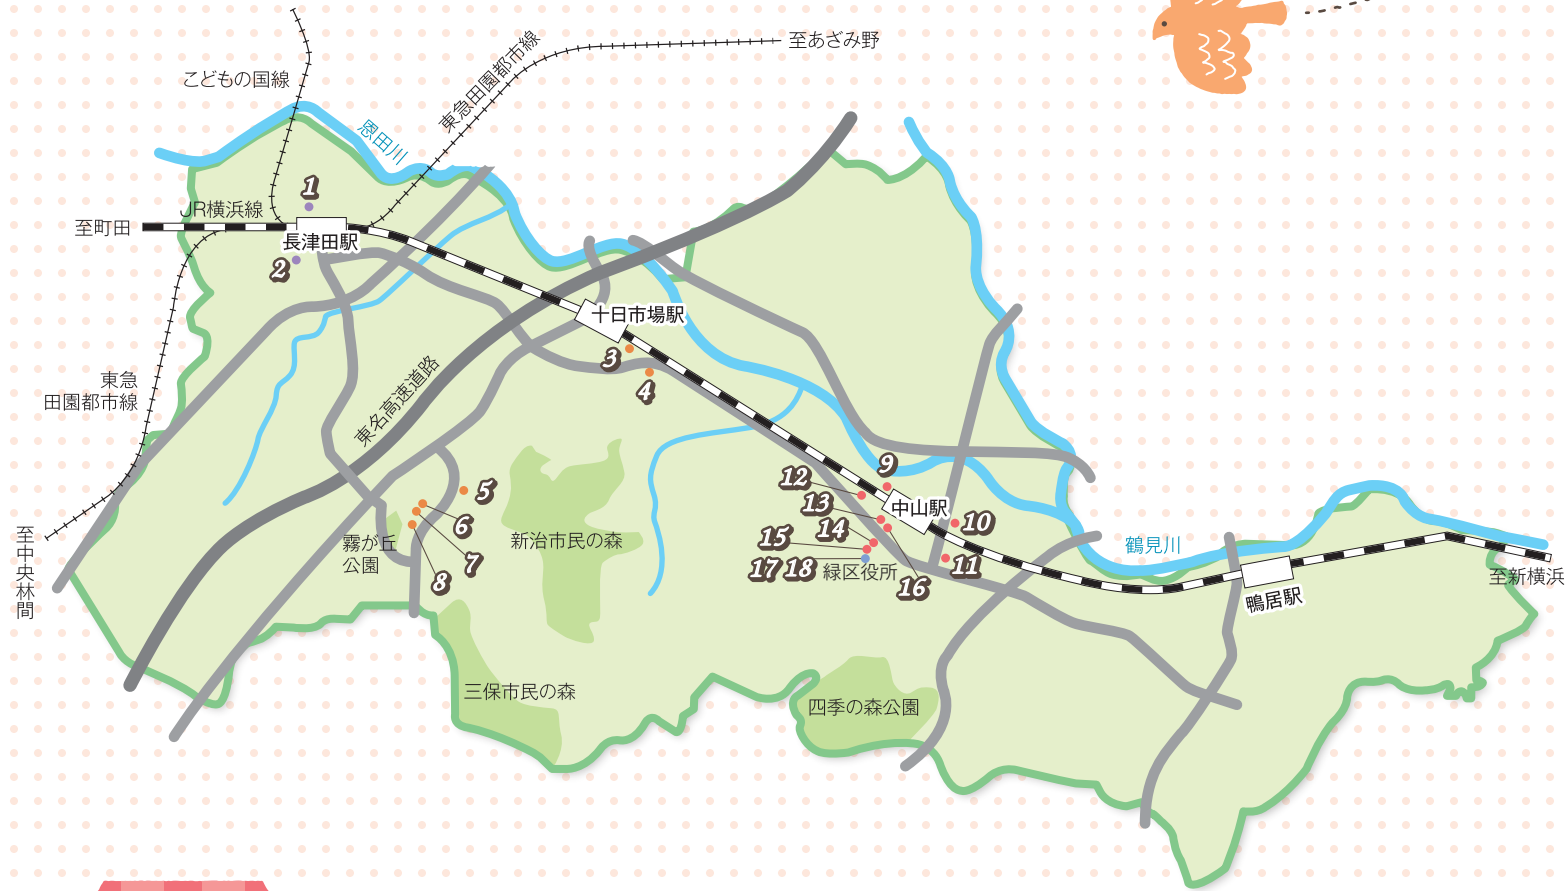 至あざみ野
こどもの国線
東急田園都市線
恩田川
1
JR横浜線
至町田
長津田駅
2
十日市場駅
3
4
東急
田園都市線
東名高速道路
9
12
5
中山駅
13
6
10
14
15
新治市民の森
霧が丘
公園
7
11
17 18
緑区役所
8
16
鶴見川
至新横浜
鴨居駅
至中央林間
三保市民の森
四季の森公園